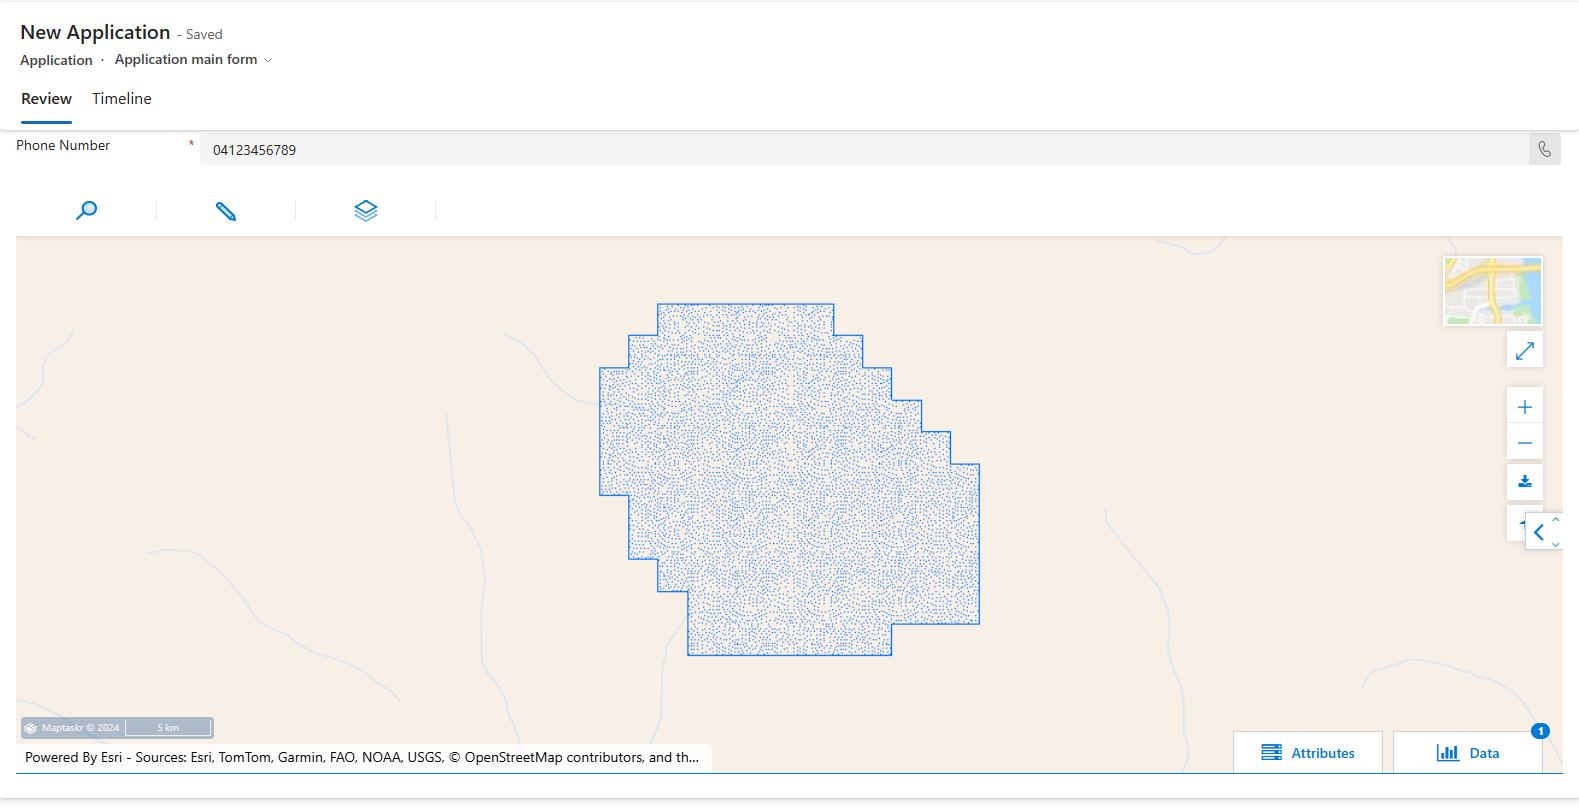 New Application - Saved
Application · Application main form
Review Timeline
Phone Number * 04123456789
Maptaskr © 2024 5 km
Powered By Esri - Sources: Esri, TomTom, Garmin, FAO, NOAA, USGS, © OpenStreetMap contributors, and th...
Attributes
Data
1